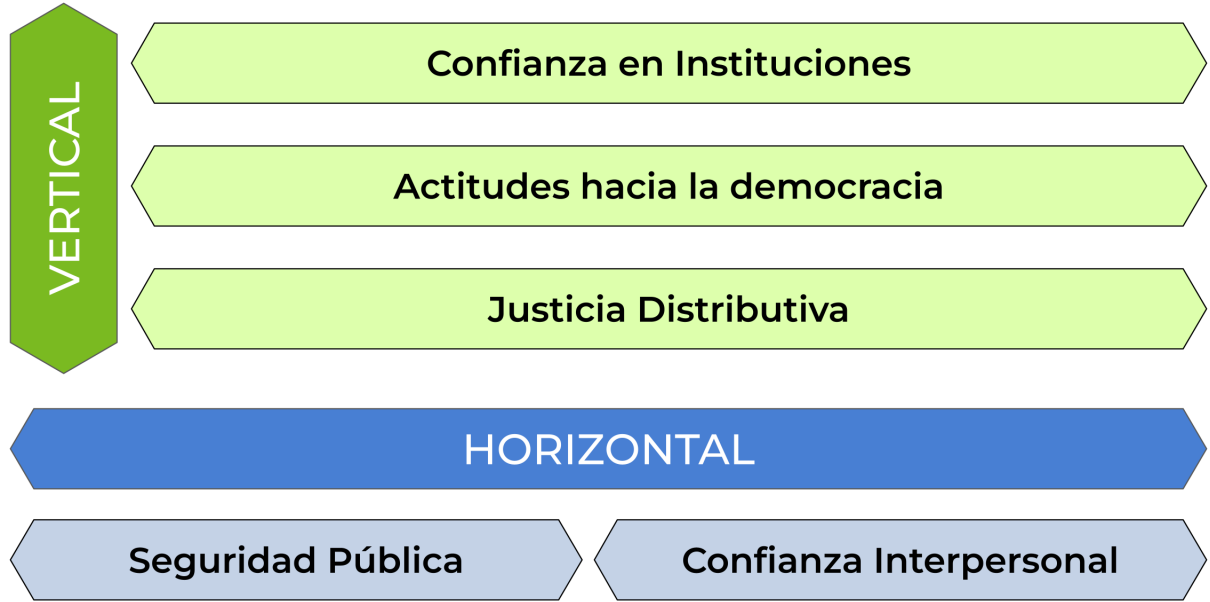 VERTICAL
Confianza en Instituciones
Actitudes hacia la democracia
Justicia Distributiva
HORIZONTAL
Seguridad Pública
Confianza Interpersonal